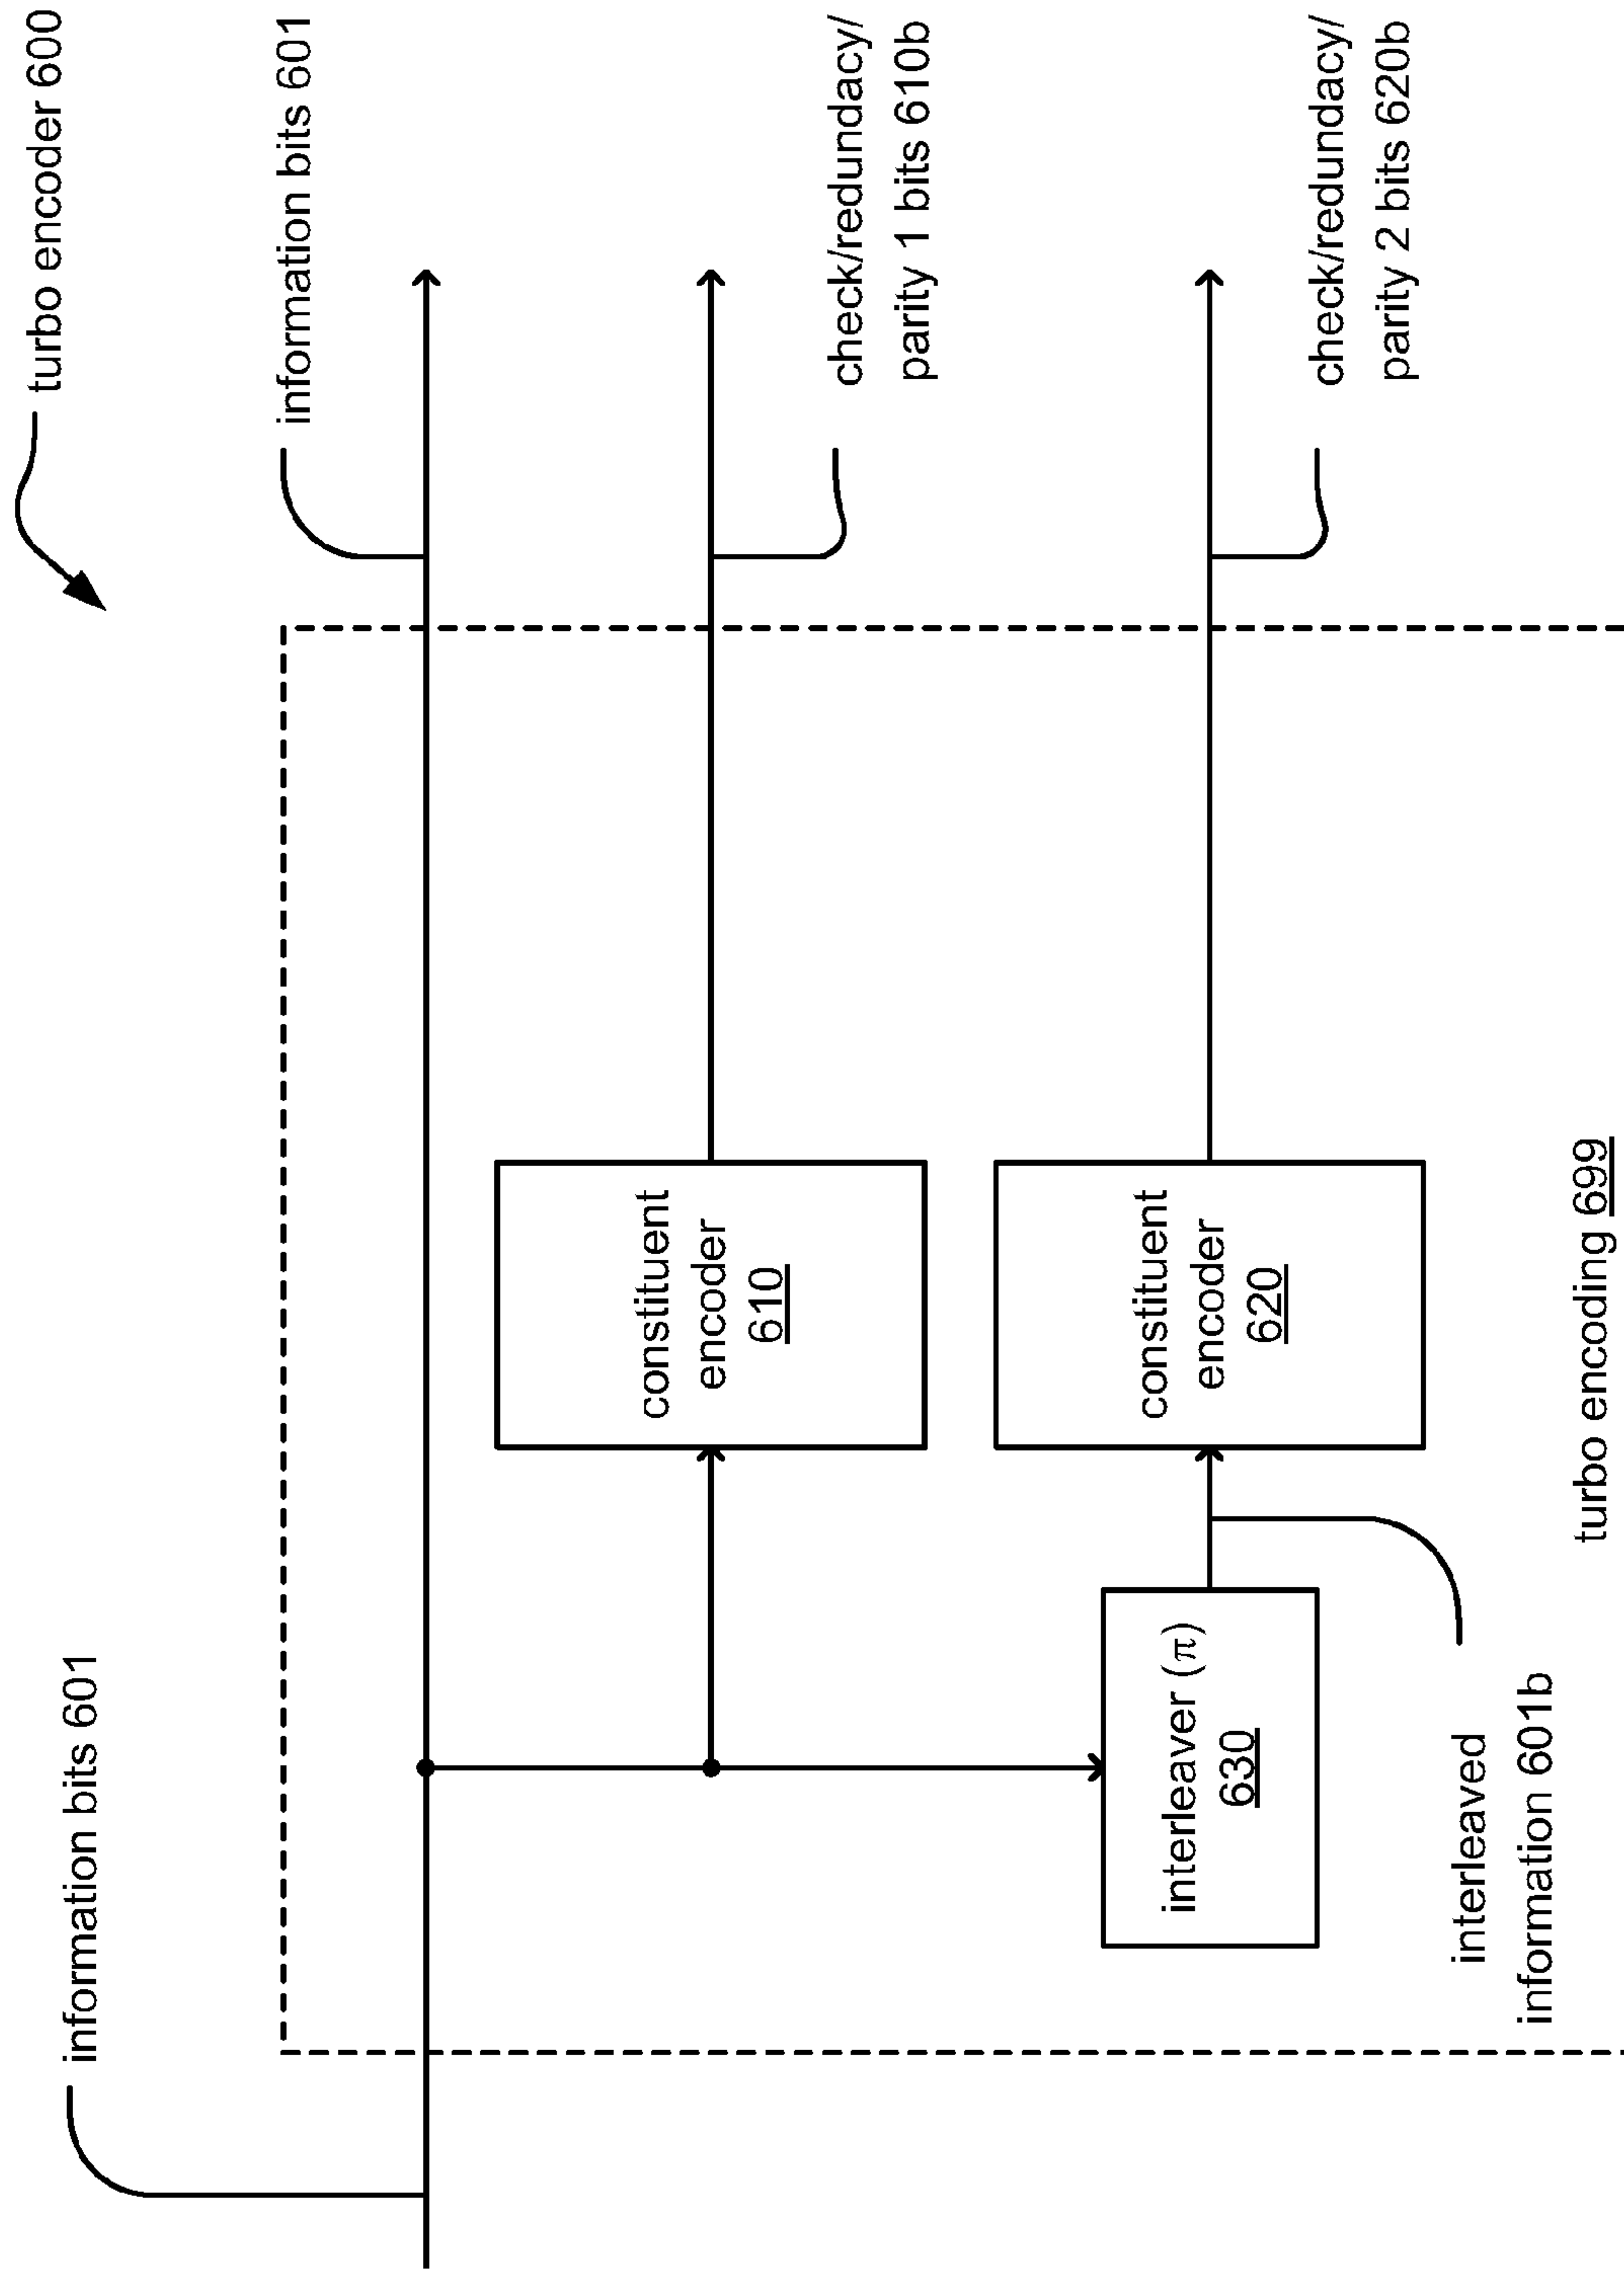 turbo encoder 600
information bits 601
information bits 601
constituent
encoder
610
check/redundacy/
parity 1 bits 610b
interleaver (π)
630
constituent
encoder
620
check/redundacy/
parity 2 bits 620b
interleaved
information 601b
turbo encoding 699